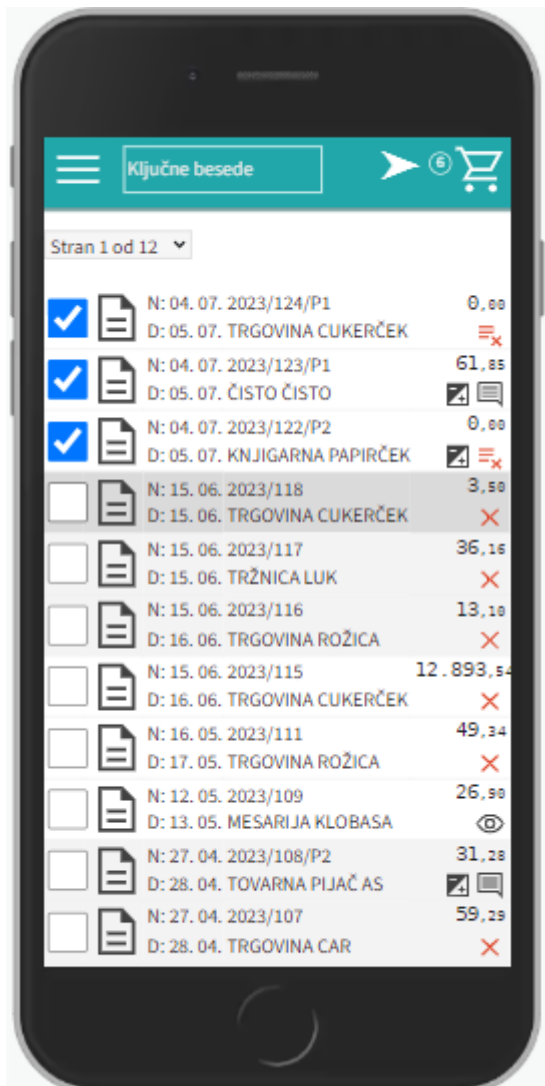 Ključne besede
6
Stran 1 od 12
N: 04. 07. 2023/124/P1 0,00
D: 05. 07. TRGOVINA CUKERČEK
N: 04. 07. 2023/123/P1 61,85
D: 05. 07. ČISTO ČISTO
N: 04. 07. 2023/122/P2 0,00
D: 05. 07. KNJIGARNA PAPIRČEK
N: 15. 06. 2023/118 3,50
D: 15. 06. TRGOVINA CUKERČEK
N: 15. 06. 2023/117 36,16
D: 15. 06. TRŽNICA LUK
N: 15. 06. 2023/116 13,10
D: 16. 06. TRGOVINA ROŽICA
N: 15. 06. 2023/115 12.893,54
D: 16. 06. TRGOVINA CUKERČEK
N: 16. 05. 2023/111 49,34
D: 17. 05. TRGOVINA ROŽICA
N: 12. 05. 2023/109 26,90
D: 13. 05. MESARIJA KLOBASA
N: 27. 04. 2023/108/P2 31,28
D: 28. 04. TOVARNA PIJAČ AS
N: 27. 04. 2023/107 59,29
D: 28. 04. TRGOVINA CAR